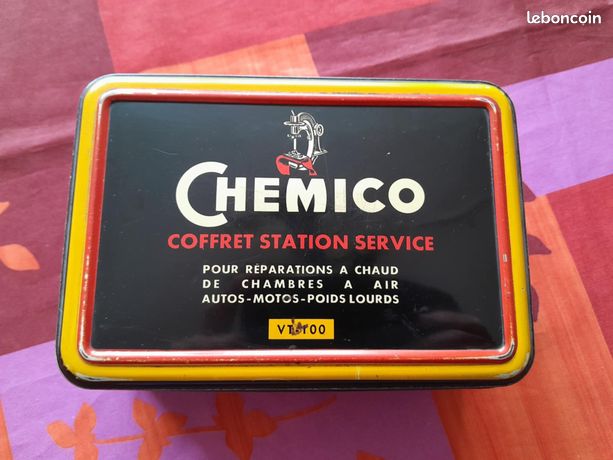 leboncoin
CHEMICO
COFFRET STATION SERVICE
POUR RÉPARATIONS A CHAUD
DE CHAMBRES A AIR
AUTOS-MOTOS-POIDS LOURDS